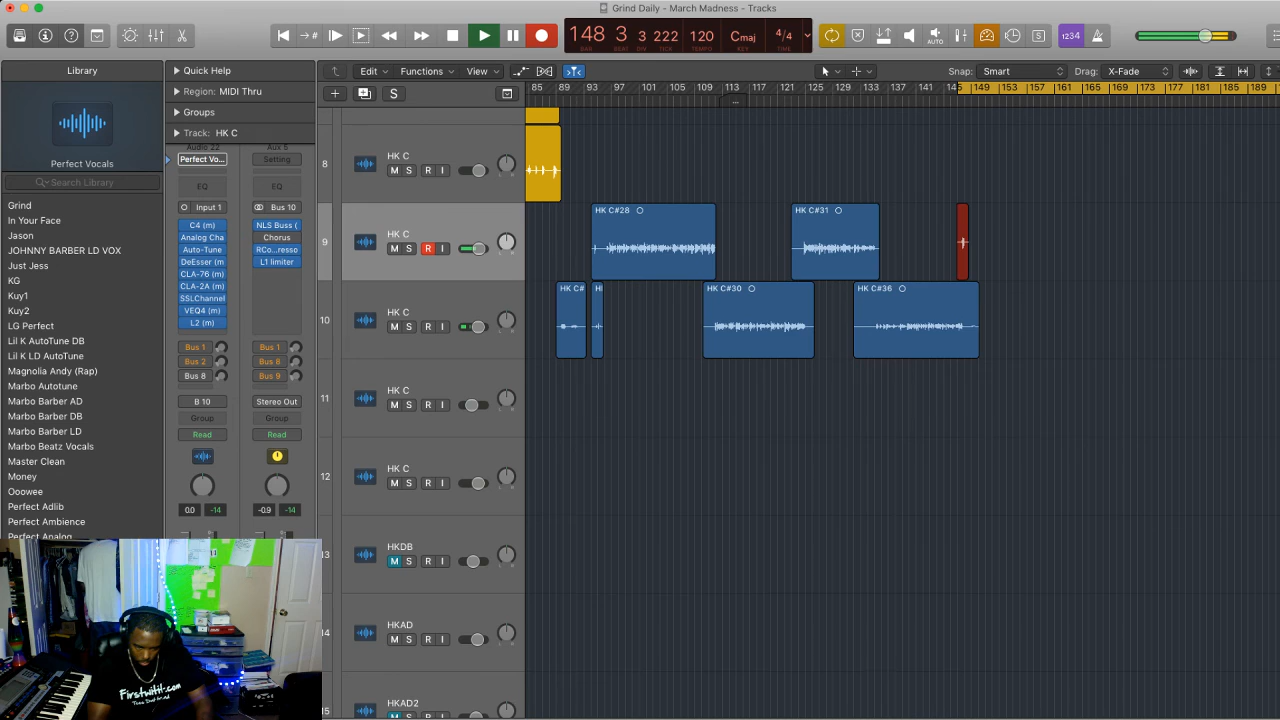 Grind Daily - March Madness - Tracks
148 3 3 222 120 Cmaj 4/4
BAR BEAT DIV TICK TEMPO KEY TIME
1234
Library
Quick Help
Edit
Functions
View
Snap: Smart
Drag: X-Fade
Region: MIDI Thru
Groups
Track: HK C
85 89 93 97 101 105 109 113 117 121 125 129 133 137 141 145 149 153 157 161 165 169 173 177 181 185 189
Perfect Vocals
Search Library
Audio 22
Aux 5
Perfect Vo...
Setting
EQ
EQ
Input 1
Bus 10
C4 (m)
NLS Buss (
Analog Cha
Chorus
Auto-Tune
RCo...resso
DeEsser (m)
L1 limiter
CLA-76 (m)
CLA-2A (m)
SSLChannel
VEQ4 (m)
L2 (m)
Bus 1
Bus 1
Bus 2
Bus 8
Bus 8
Bus 9
B 10
Stereo Out
Group
Group
Read
Read
0.0
-14
-0.9
-14
Grind
In Your Face
Jason
JOHNNY BARBER LD VOX
Just Jess
KG
Kuy1
Kuy2
LG Perfect
Lil K AutoTune DB
Lil K LD AutoTune
Magnolia Andy (Rap)
Marbo Autotune
Marbo Barber AD
Marbo Barber DB
Marbo Barber LD
Marbo Beatz Vocals
Master Clean
Money
Ooowee
Perfect Adlib
Perfect Ambience
Perfect Analog
8
HK C
M S R I
9
HK C
M S R I
HK C#28
HK C#31
10
HK C
M S R I
HK C#
HK C#30
HK C#36
11
HK C
M S R I
12
HK C
M S R I
13
HKDB
M S R I
14
HKAD
M S R I
15
HKAD2
Firstwitit.com